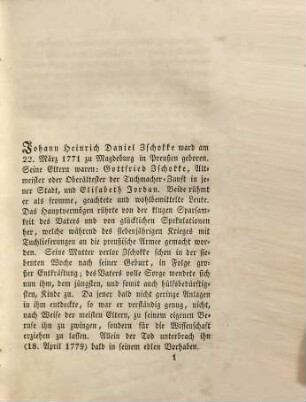 Johann Heinrich Daniel Zschokke ward am
22. März 1771 zu Magdeburg in Preußen geboren.
Seine Eltern waren: Gottfried Zschokke, Alt-
meister oder Oberältester der Tuchmacher-Zunft in je-
ner Stadt, und Elisabeth Jordan. Beide rühmt
er als fromme, geachtete und wohlbemittelte Leute.
Das Hauptvermögen rührte von der klugen Sparsam-
keit des Vaters und von glücklichen Spekulationen
her, welche während des siebenjährigen Krieges mit
Tuchlieferungen an die preußische Armee gemacht wor-
den. Seine Mutter verlor Zschokke schon in der sie-
benten Woche nach seiner Geburt, in Folge gro-
ßer Entkräftung; des Vaters volle Sorge wendete sich
nun ihm, dem jüngsten, und somit auch hülfsbedürftig-
sten, Kinde zu. Da jener bald nicht geringe Anlagen
in ihm entdeckte, so war er verständig genug, nicht,
nach Weise der meisten Eltern, zu seinem eigenen Be-
rufe ihn zu zwingen, sondern für die Wissenschaft
erziehen zu lassen. Allein der Tod unterbrach ihn
(18. April 1779) bald in seinem edlen Vorhaben.
1